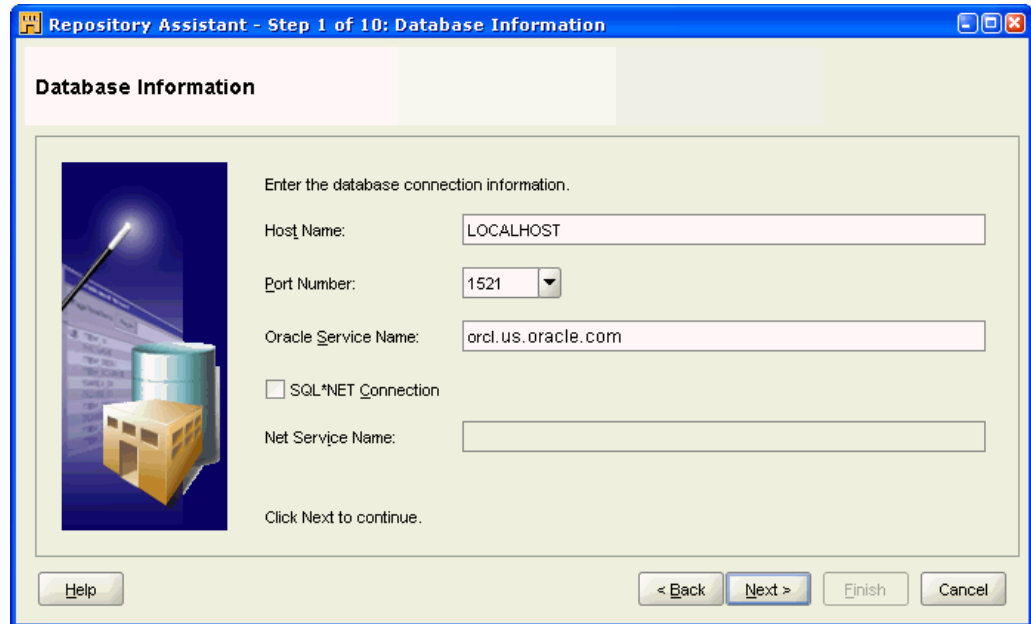 Repository Assistant - Step 1 of 10: Database Information
Database Information
Enter the database connection information.
Host Name: LOCALHOST
Port Number: 1521
Oracle Service Name: orcl.us.oracle.com
SQL*NET Connection
Net Service Name:
Click Next to continue.
Help < Back Next > Finish Cancel